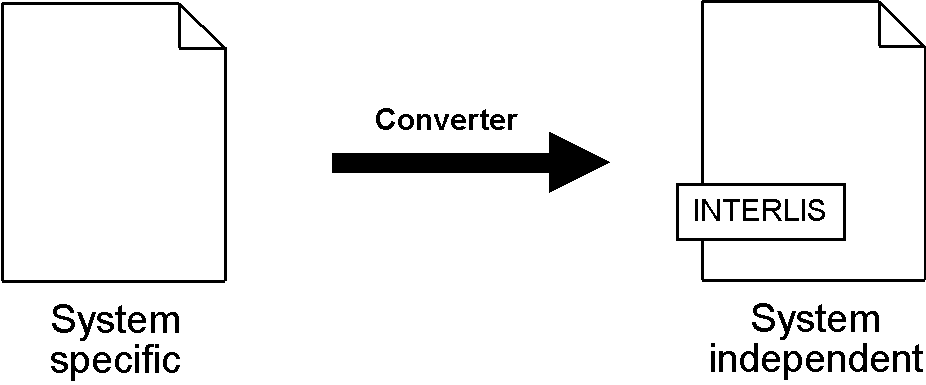 Converter
INTERLIS
System
specific
System
independent